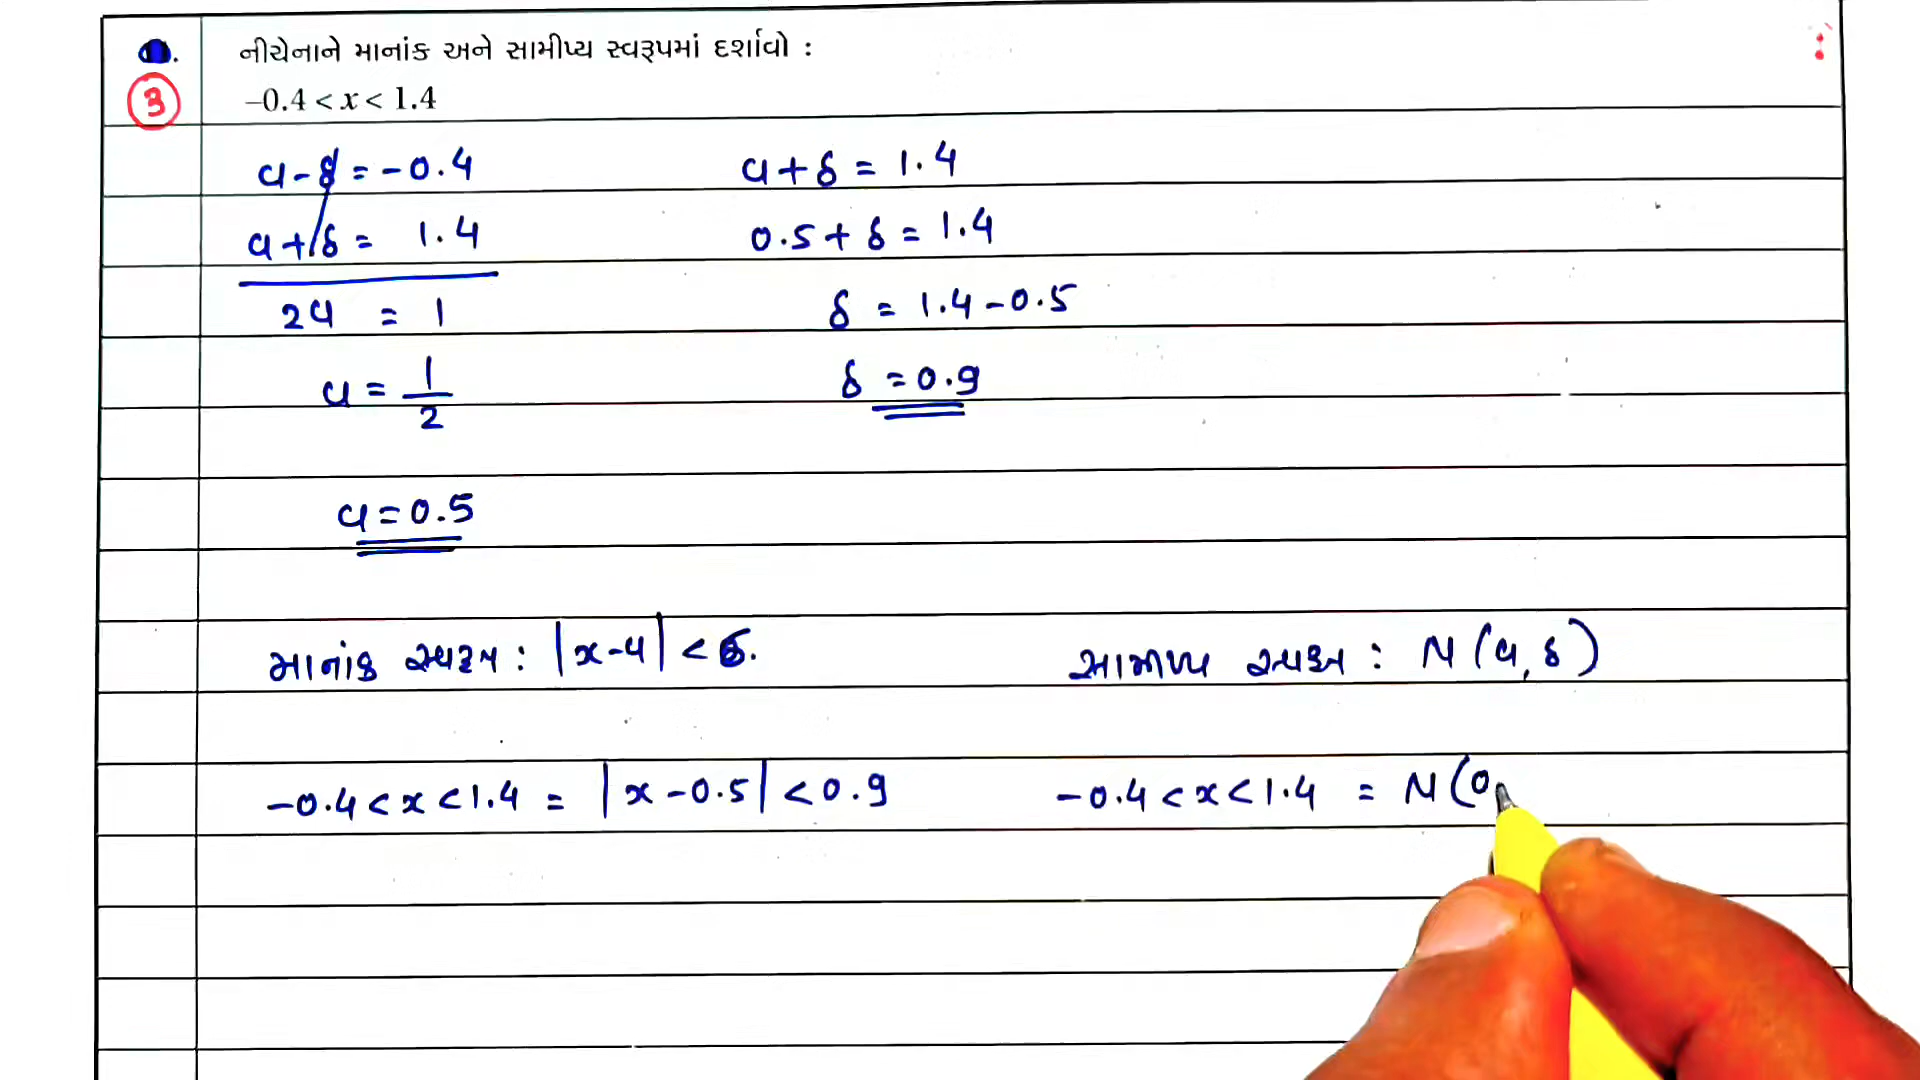 1.
નીચેનાને માનાંક અને સામીપ્ય સ્વરૂપમાં દર્શાવો :
3
–0.4 < x < 1.4
a - δ = -0.4
a + δ = 1.4
a + δ = 1.4
0.5 + δ = 1.4
2a = 1
δ = 1.4 - 0.5
a = 1/2
δ = 0.9
a = 0.5
માનાંક સ્વરૂપ : |x-a| < δ.
સામીપ્ય સ્વરૂપ : N (a, δ)
-0.4 < x < 1.4 = |x - 0.5| < 0.9
-0.4 < x < 1.4 = N (0.